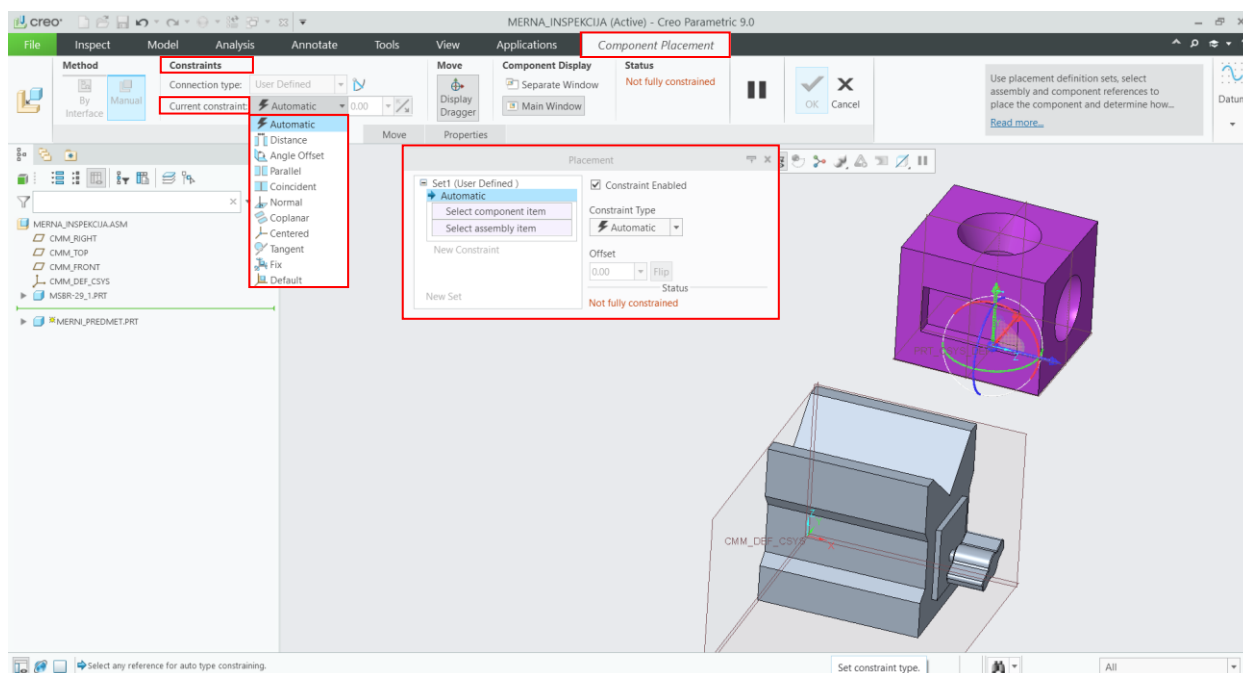 creo·
MERNA_INSPEKCIJA (Active) - Creo Parametric 9.0
File Inspect Model Analysis Annotate Tools View Applications Component Placement
Method Constraints Move Component Display Status
Connection type: User Defined Separate Window Not fully constrained
By Interface Manual
Current constraint: Automatic 0.00
Display Dragger
Main Window
OK Cancel
Use placement definition sets, select
assembly and component references to
place the component and determine how...
Read more...
Datum
Move Properties
Automatic
Distance
Angle Offset
Parallel
Coincident
Normal
Coplanar
Centered
Tangent
Fix
Default
MERNA_INSPEKCIJA.ASM
CMM_RIGHT
CMM_TOP
CMM_FRONT
CMM_DEF_CSYS
MSBR-29_1.PRT
MERNI_PREDMET.PRT
Placement
Set1 (User Defined )
Automatic
Select component item
Select assembly item
New Constraint
New Set
Constraint Enabled
Constraint Type
Automatic
Offset
0.00 Flip
Status
Not fully constrained
Z
CMM_DEF_CSYS
X
Select any reference for auto type constraining.
Set constraint type.
All